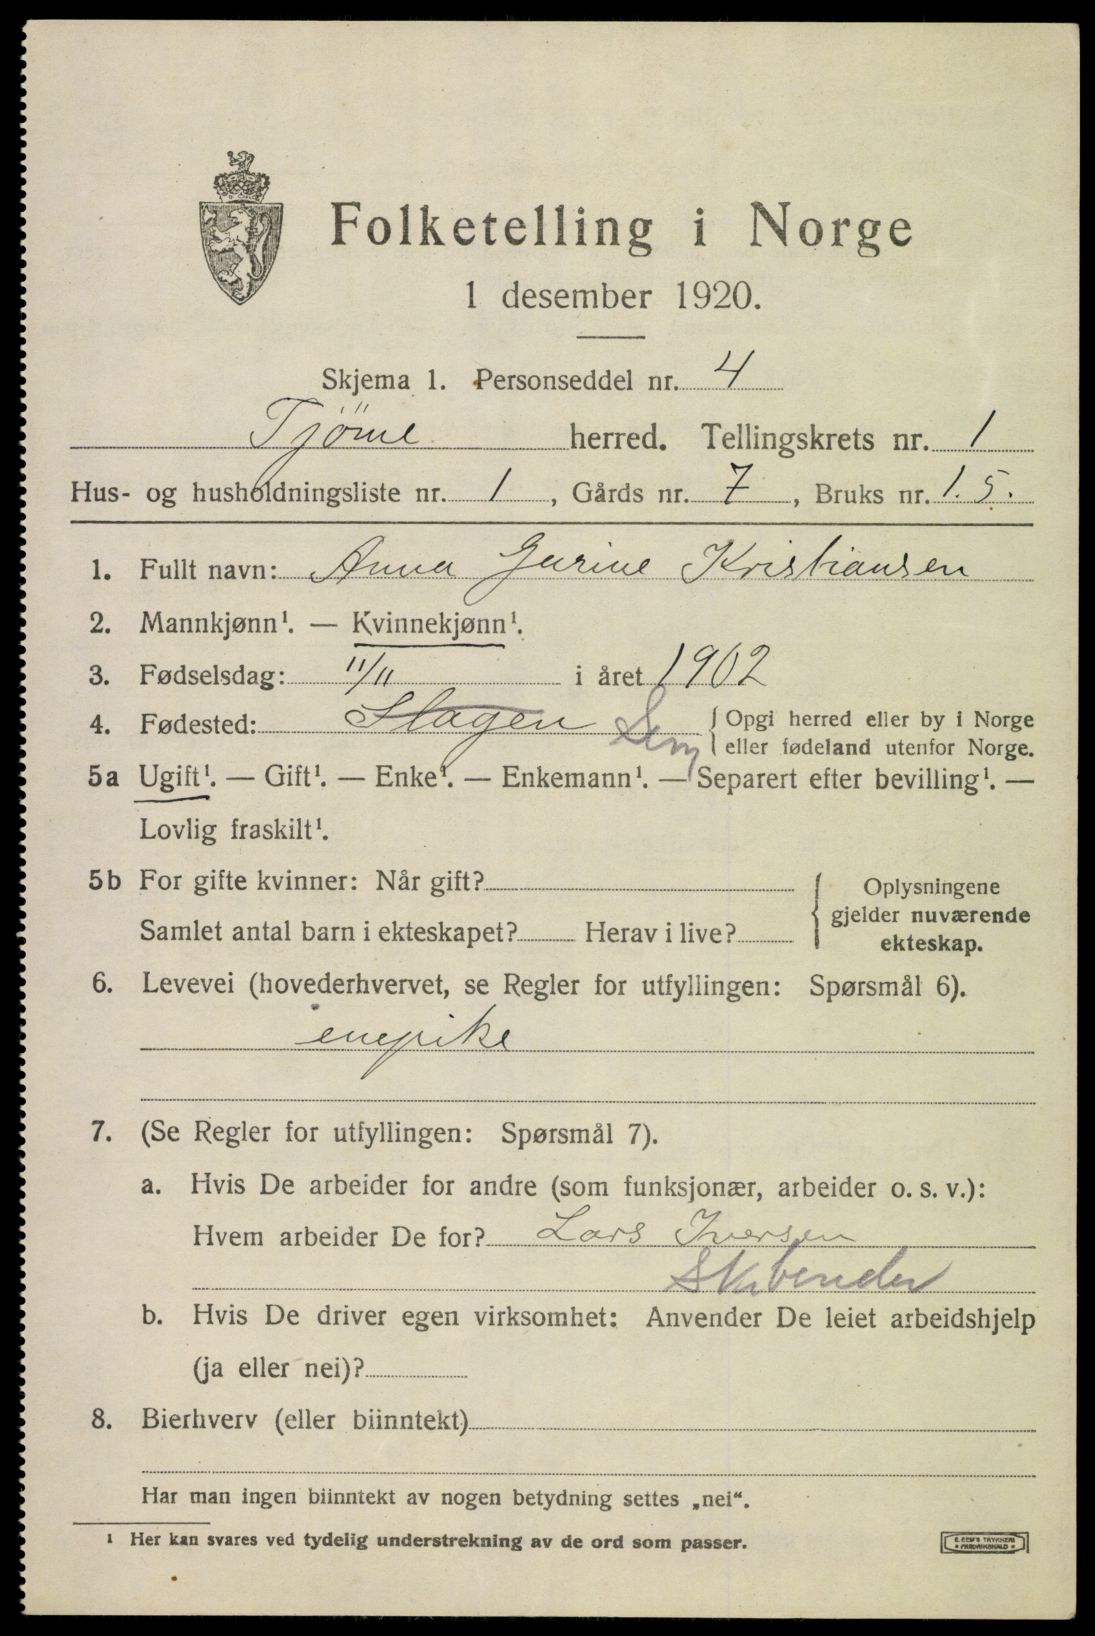 Folketelling i Norge
1 desember 1920.
Skjema 1. Personseddel nr. 4
Tjöme herred. Tellingskrets nr. 1
Hus- og husholdningsliste nr. 1, Gårds nr. 7, Bruks nr. 1.5.
1. Fullt navn: Anna Gurine Kristiansen
2. Mannkjønn¹. — Kvinnekjønn¹.
3. Fødselsdag: 11/11 i året 1902
4. Fødested: Slagen Sem { Opgi herred eller by i Norge
eller fødeland utenfor Norge.
5a Ugift¹. — Gift¹. — Enke¹. — Enkemann¹. — Separert efter bevilling¹. —
Lovlig fraskilt¹.
5b For gifte kvinner: Når gift?
Samlet antal barn i ekteskapet? Herav i live?
{ Oplysningene
gjelder nuværende
ekteskap.
6. Levevei (hovederhvervet, se Regler for utfyllingen: Spørsmål 6).
enepike
7. (Se Regler for utfyllingen: Spørsmål 7).
a. Hvis De arbeider for andre (som funksjonær, arbeider o. s. v.):
Hvem arbeider De for? Lars Iversen
b. Hvis De driver egen virksomhet: Anvender De leiet arbeidshjelp
(ja eller nei)?
8. Bierhverv (eller biinntekt)
Har man ingen biinntekt av nogen betydning settes „nei“.
¹ Her kan svares ved tydelig understrekning av de ord som passer.